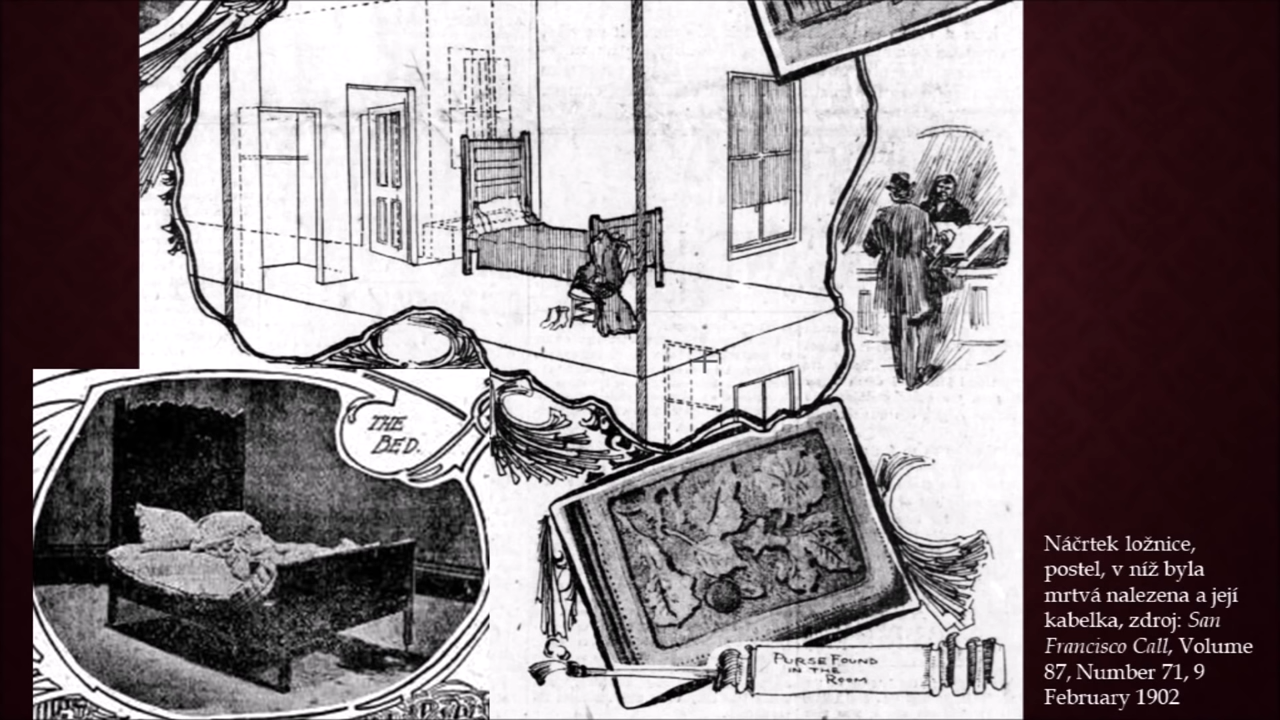 THE
BED.
PURSE FOUND
IN THE
ROOM
Náčrtek ložnice,
postel, v níž byla
mrtvá nalezena a její
kabelka, zdroj: San
Francisco Call, Volume
87, Number 71, 9
February 1902